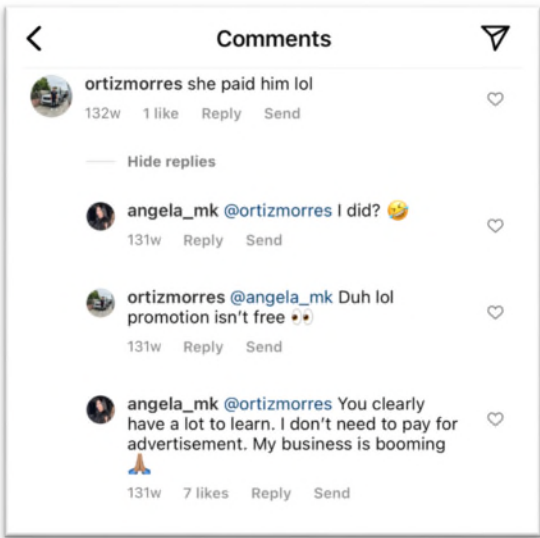 Comments
ortizmorres she paid him lol
132w 1 like Reply Send
Hide replies
angela_mk @ortizmorres I did? 🤣
131w Reply Send
ortizmorres @angela_mk Duh lol
promotion isn't free 👀
131w Reply Send
angela_mk @ortizmorres You clearly
have a lot to learn. I don't need to pay for
advertisement. My business is booming
🙏🏽
131w 7 likes Reply Send